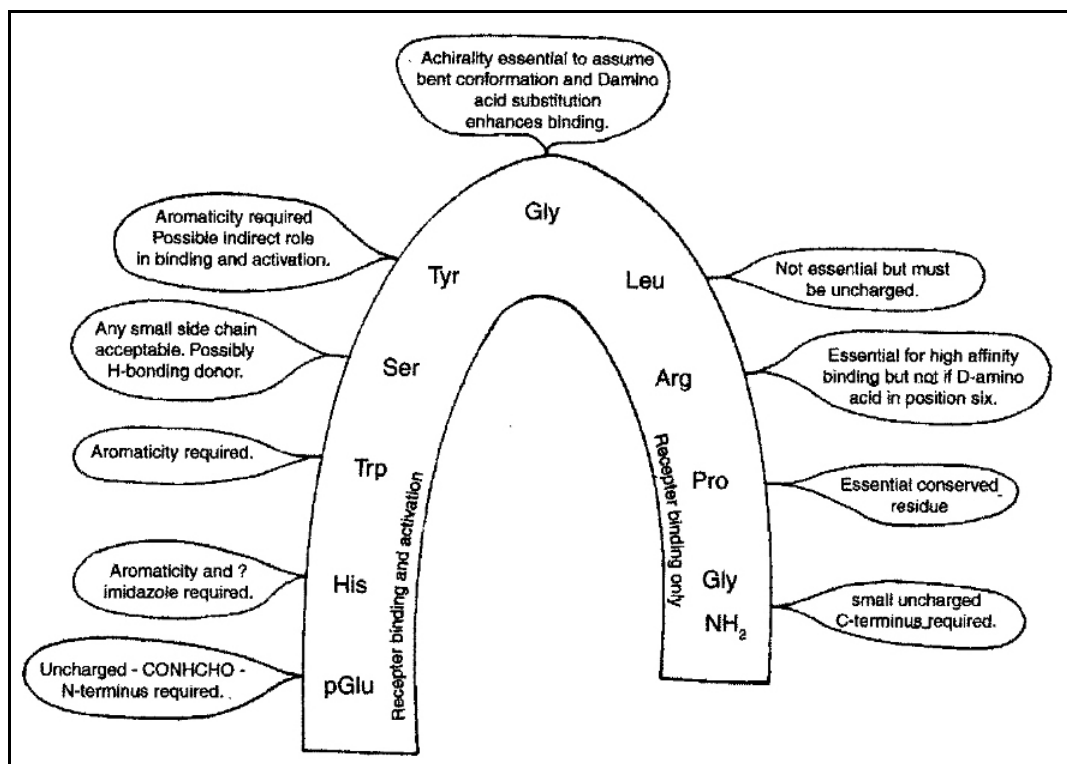 Achirality essential to assume
bent conformation and Damino
acid substitution
enhances binding.
Gly
Aromaticity required
Possible indirect role
in binding and activation.
Tyr
Leu
Not essential but must
be uncharged.
Any small side chain
acceptable. Possibly
H-bonding donor.
Ser
Arg
Essential for high affinity
binding but not if D-amino
acid in position six.
Aromaticity required.
Trp
Pro
Essential conserved
residue
Recepter binding and activation
Recepter binding only
Aromaticity and ?
imidazole required.
His
Gly
NH₂
small uncharged
C-terminus required.
Uncharged - CONHCHO -
N-terminus required.
pGlu